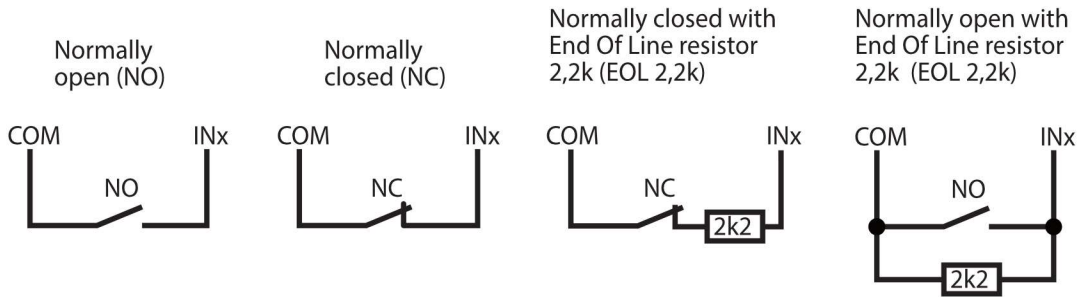 Normally
open (NO)
COM
INx
NO
Normally
closed (NC)
COM
INx
NC
Normally closed with
End Of Line resistor
2,2k (EOL 2,2k)
COM
INx
NC
2k2
Normally open with
End Of Line resistor
2,2k (EOL 2,2k)
COM
INx
NO
2k2